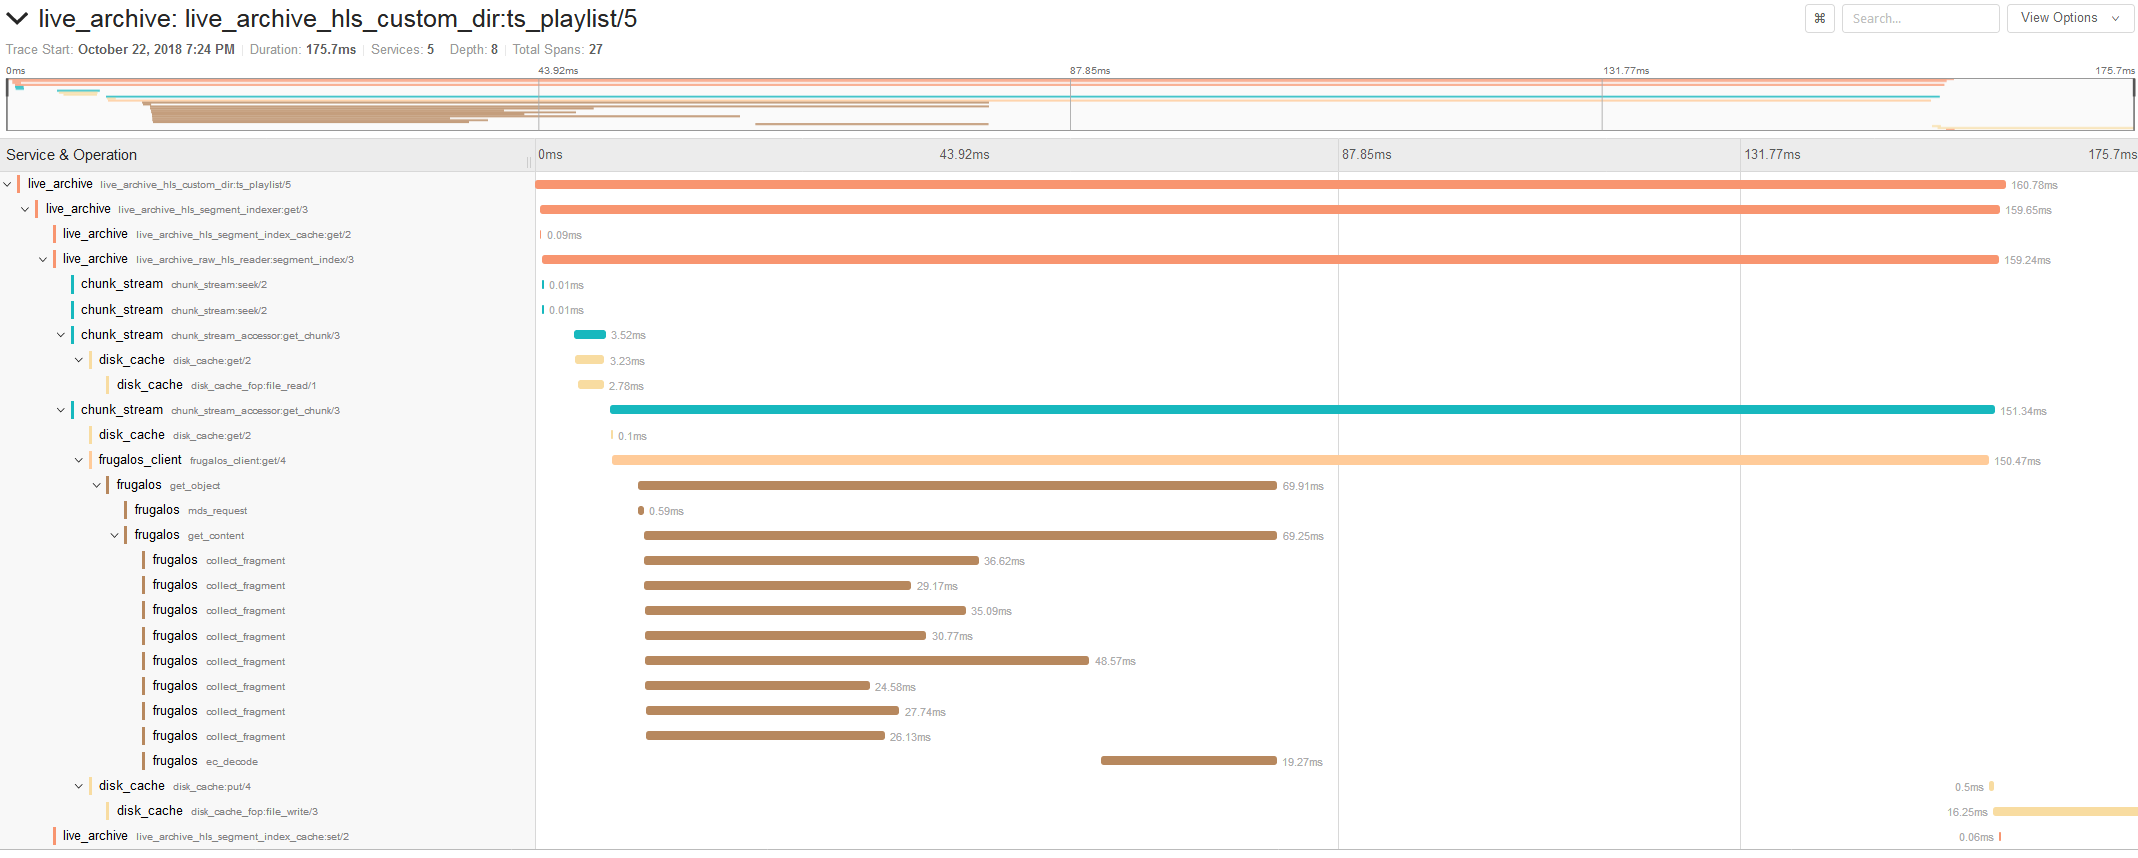 live_archive: live_archive_hls_custom_dir:ts_playlist/5
⌘ Search... View Options
Trace Start: October 22, 2018 7:24 PM Duration: 175.7ms Services: 5 Depth: 8 Total Spans: 27
0ms 43.92ms 87.85ms 131.77ms 175.7ms
Service & Operation 0ms 43.92ms 87.85ms 131.77ms 175.7ms
live_archive live_archive_hls_custom_dir:ts_playlist/5 160.78ms
live_archive live_archive_hls_segment_indexer:get/3 159.65ms
live_archive live_archive_hls_segment_index_cache:get/2 0.09ms
live_archive live_archive_raw_hls_reader:segment_index/3 159.24ms
chunk_stream chunk_stream:seek/2 0.01ms
chunk_stream chunk_stream:seek/2 0.01ms
chunk_stream chunk_stream_accessor:get_chunk/3 3.52ms
disk_cache disk_cache:get/2 3.23ms
disk_cache disk_cache_fop:file_read/1 2.78ms
chunk_stream chunk_stream_accessor:get_chunk/3 151.34ms
disk_cache disk_cache:get/2 0.1ms
frugalos_client frugalos_client:get/4 150.47ms
frugalos get_object 69.91ms
frugalos mds_request 0.59ms
frugalos get_content 69.25ms
frugalos collect_fragment 36.62ms
frugalos collect_fragment 29.17ms
frugalos collect_fragment 35.09ms
frugalos collect_fragment 30.77ms
frugalos collect_fragment 48.57ms
frugalos collect_fragment 24.58ms
frugalos collect_fragment 27.74ms
frugalos collect_fragment 26.13ms
frugalos ec_decode 19.27ms
disk_cache disk_cache:put/4 0.5ms
disk_cache disk_cache_fop:file_write/3 16.25ms
live_archive live_archive_hls_segment_index_cache:set/2 0.06ms